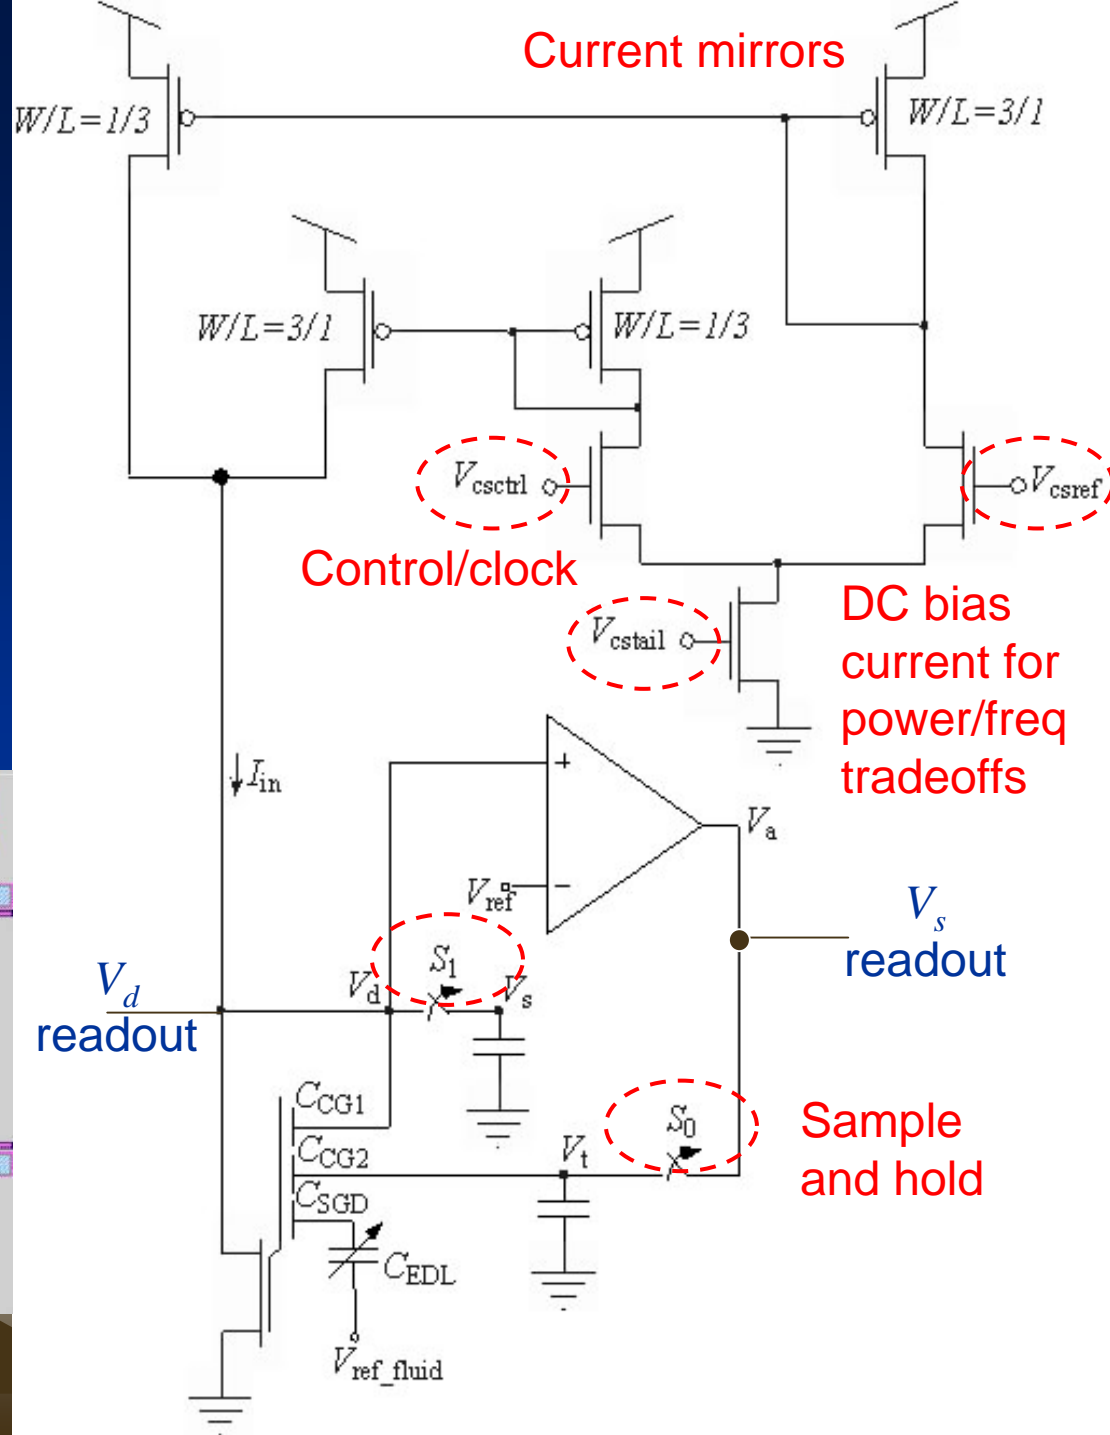 Current mirrors
W/L=1/3
W/L=3/1
W/L=3/1
W/L=1/3
Vcsctrl
Vcsref
Control/clock
Vcstail
DC bias
current for
power/freq
tradeoffs
Iin
+
Va
Vref
−
Vs
readout
S1
Vd
Vs
Vd
readout
CCG1
CCG2
CSGD
Vt
S0
Sample
and hold
CEDL
Vref_fluid